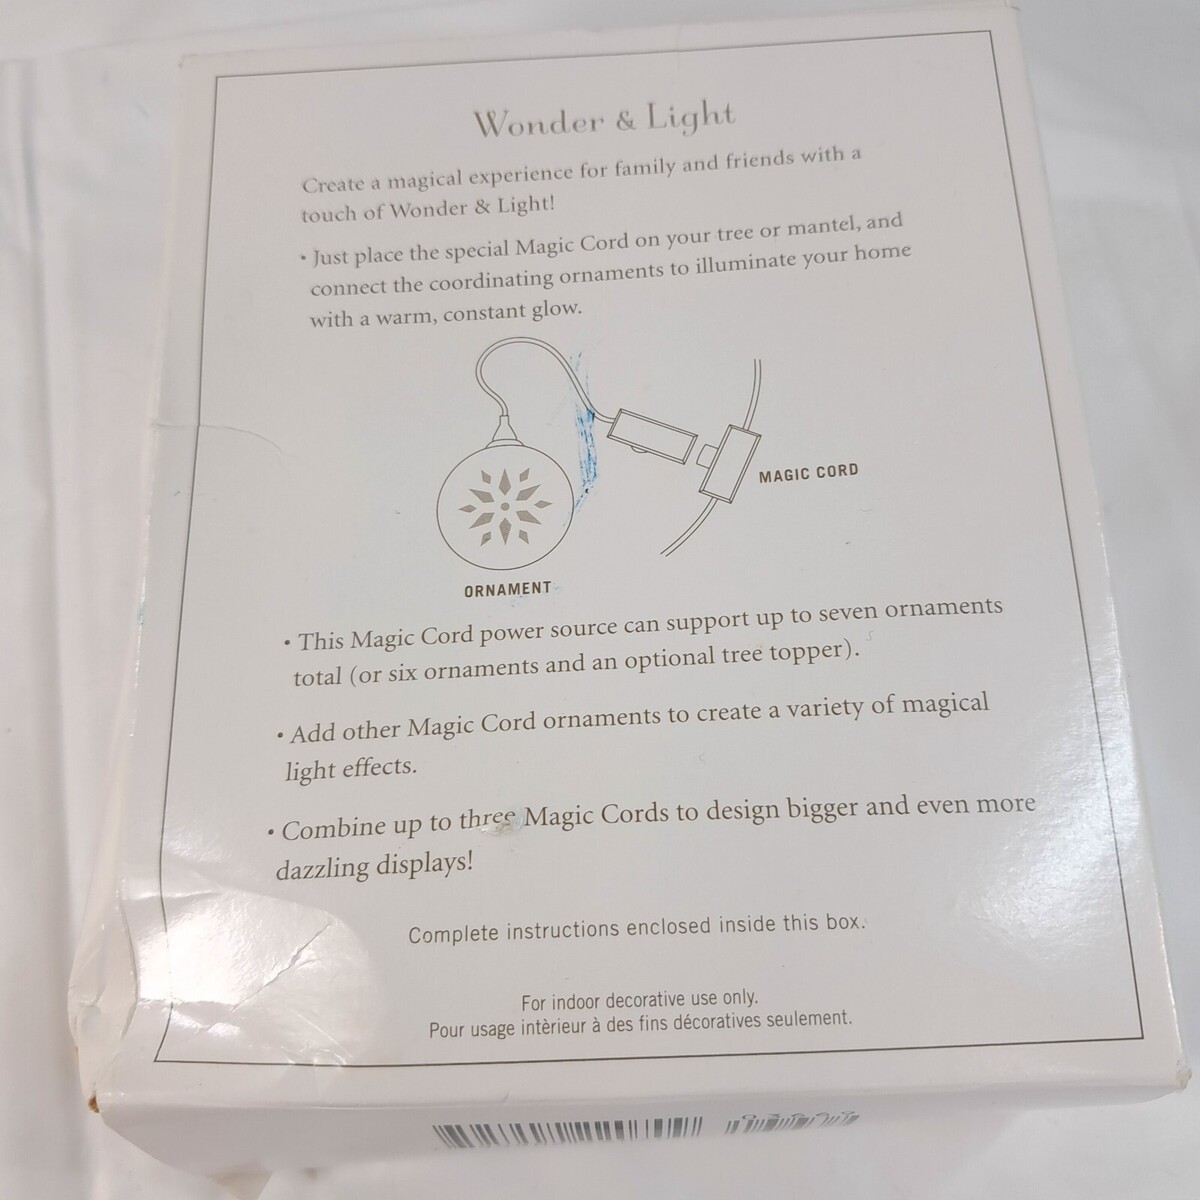 Wonder & Light
Create a magical experience for family and friends with a
touch of Wonder & Light!
• Just place the special Magic Cord on your tree or mantel, and
connect the coordinating ornaments to illuminate your home
with a warm, constant glow.
MAGIC CORD
ORNAMENT
• This Magic Cord power source can support up to seven ornaments
total (or six ornaments and an optional tree topper).
• Add other Magic Cord ornaments to create a variety of magical
light effects.
• Combine up to three Magic Cords to design bigger and even more
dazzling displays!
Complete instructions enclosed inside this box.
For indoor decorative use only.
Pour usage intèrieur à des fins décoratives seulement.